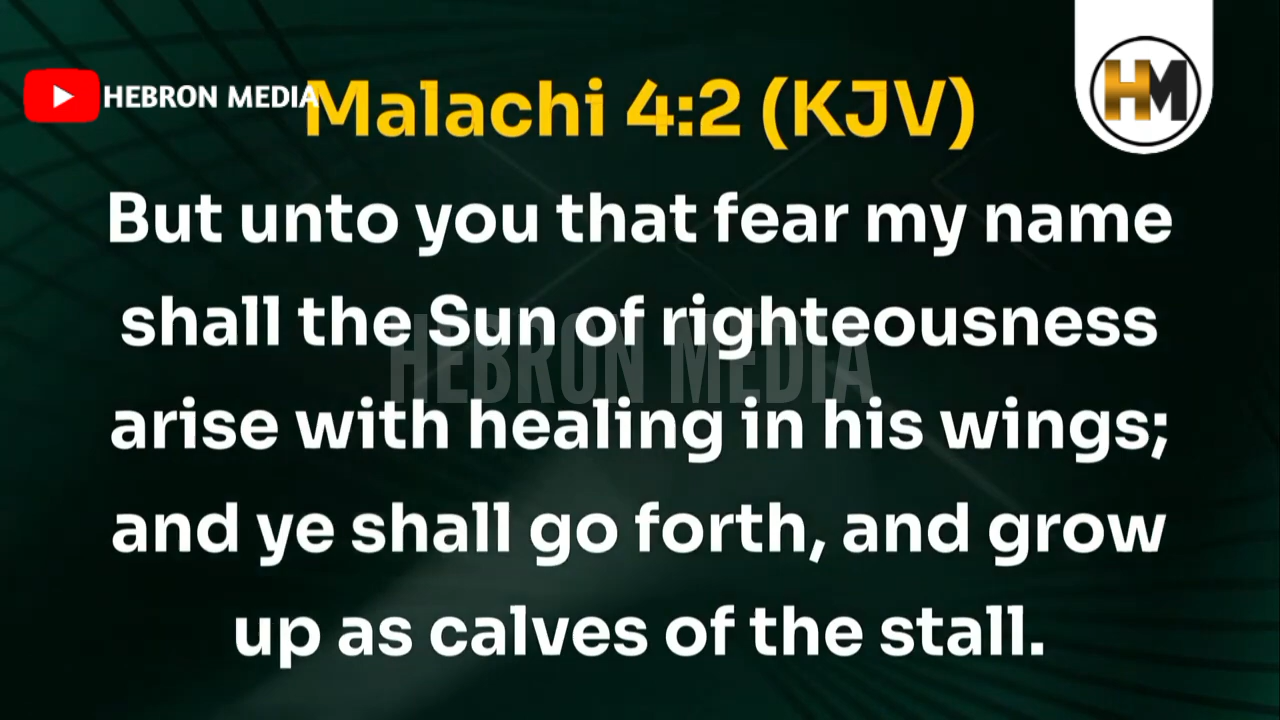 HEBRON MEDIA
HM
Malachi 4:2 (KJV)
But unto you that fear my name
shall the Sun of righteousness
HEBRON MEDIA
arise with healing in his wings;
and ye shall go forth, and grow
up as calves of the stall.